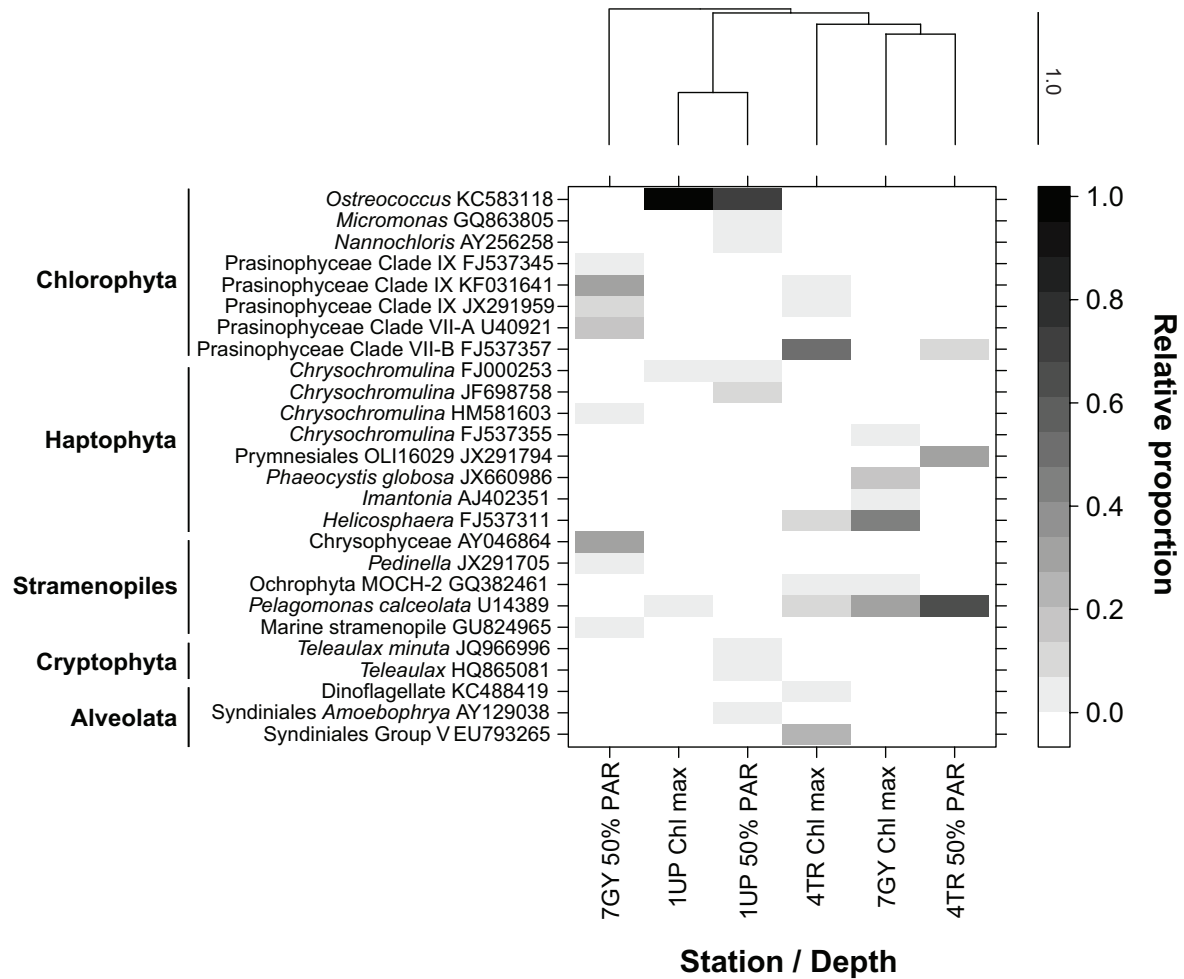 1.0
Chlorophyta
Haptophyta
Stramenopiles
Cryptophyta
Alveolata
Ostreococcus KC583118
Micromonas GQ863805
Nannochloris AY256258
Prasinophyceae Clade IX FJ537345
Prasinophyceae Clade IX KF031641
Prasinophyceae Clade IX JX291959
Prasinophyceae Clade VII-A U40921
Prasinophyceae Clade VII-B FJ537357
Chrysochromulina FJ000253
Chrysochromulina JF698758
Chrysochromulina HM581603
Chrysochromulina FJ537355
Prymnesiales OLI16029 JX291794
Phaeocystis globosa JX660986
Imantonia AJ402351
Helicosphaera FJ537311
Chrysophyceae AY046864
Pedinella JX291705
Ochrophyta MOCH-2 GQ382461
Pelagomonas calceolata U14389
Marine stramenopile GU824965
Teleaulax minuta JQ966996
Teleaulax HQ865081
Dinoflagellate KC488419
Syndiniales Amoebophrya AY129038
Syndiniales Group V EU793265
1.0
0.8
0.6
0.4
0.2
0.0
Relative proportion
7GY 50% PAR
1UP Chl max
1UP 50% PAR
4TR Chl max
7GY Chl max
4TR 50% PAR
Station / Depth